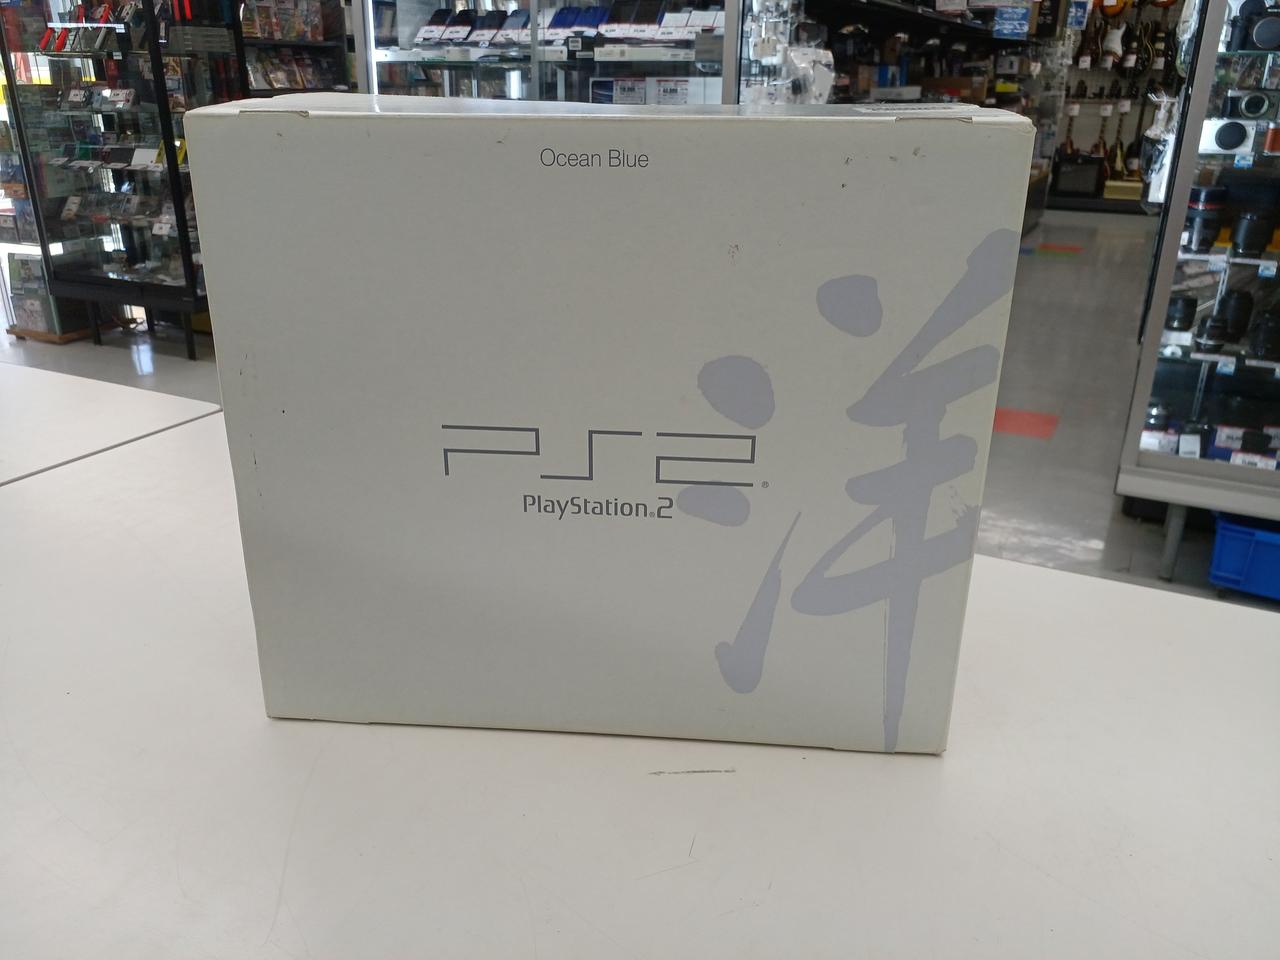 Ocean Blue
洋
PS2®
PlayStation®2